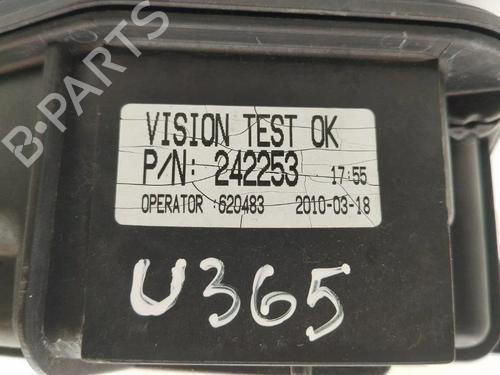 VISION TEST OK
P/N: 242253 17:55
OPERATOR :620483 2010-03-18
U365
B-PARTS